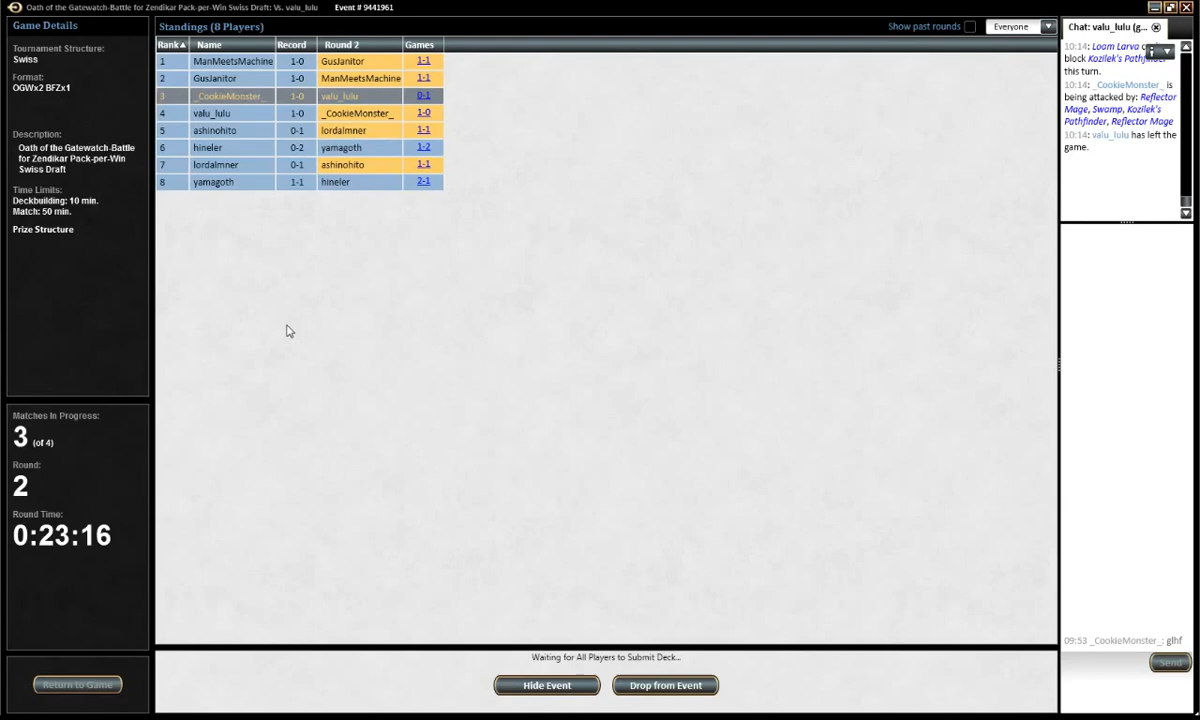 Oath of the Gatewatch-Battle for Zendikar Pack-per-Win Swiss Draft: Vs. valu_lulu Event # 9441961
Game Details
Tournament Structure:
Swiss
Format:
OGWx2 BFZx1
Description:
Oath of the Gatewatch-Battle
for Zendikar Pack-per-Win
Swiss Draft
Time Limits:
Deckbuilding: 10 min.
Match: 50 min.
Prize Structure
Matches In Progress:
3 (of 4)
Round:
2
Round Time:
0:23:16
Return to Game
Standings (8 Players)
Show past rounds
Everyone
Rank Name Record Round 2 Games
1 ManMeetsMachine 1-0 GusJanitor 1-1
2 GusJanitor 1-0 ManMeetsMachine 1-1
3 _CookieMonster_ 1-0 valu_lulu 0-1
4 valu_lulu 1-0 _CookieMonster_ 1-0
5 ashinohito 0-1 lordalmner 1-1
6 hineler 0-2 yamagoth 1-2
7 lordalmner 0-1 ashinohito 1-1
8 yamagoth 1-1 hineler 2-1
Waiting for All Players to Submit Deck...
Hide Event Drop from Event
Chat: valu_lulu (g...
10:14: Loam Larva
block Kozilek's Pathfinder
this turn.
10:14: _CookieMonster_ is
being attacked by: Reflector
Mage, Swamp, Kozilek's
Pathfinder, Reflector Mage
10:14: valu_lulu has left the
game.
09:53 _CookieMonster_: glhf
Send